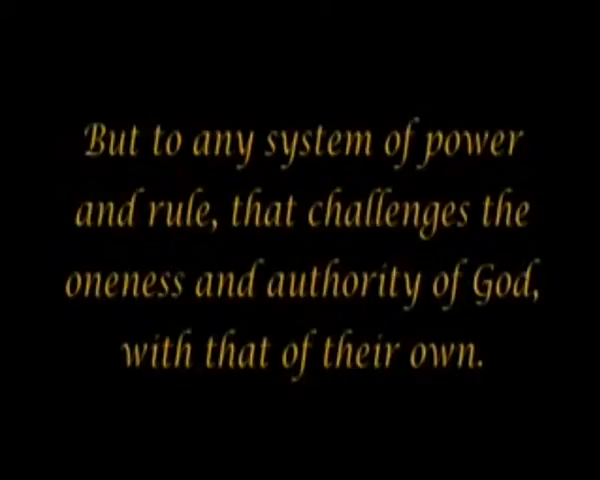 But to any system of power
and rule, that challenges the
oneness and authority of God,
with that of their own.